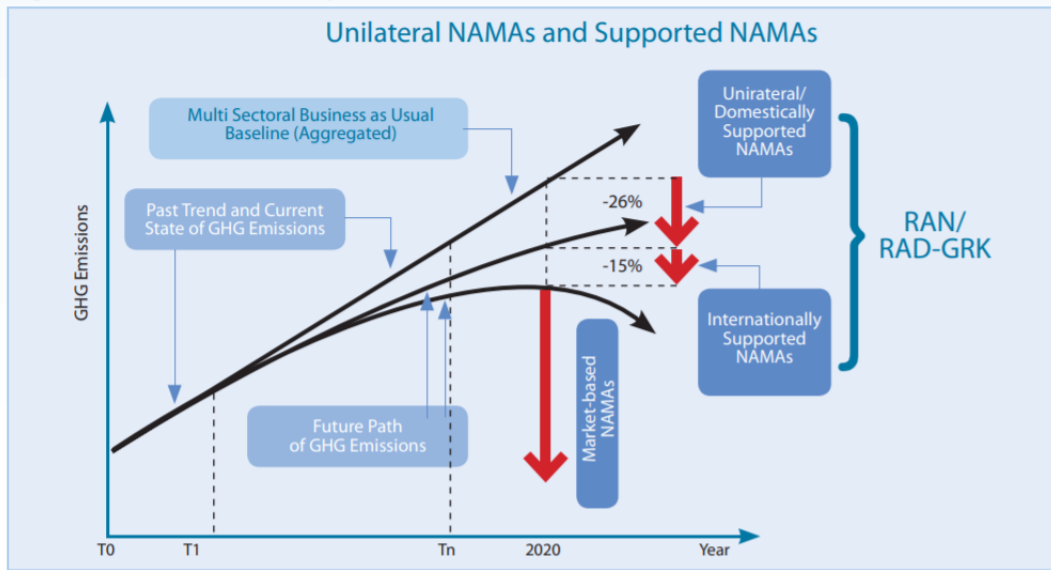 Unilateral NAMAs and Supported NAMAs
Multi Sectoral Business as Usual
Baseline (Aggregated)
Unirateral/
Domestically
Supported
NAMAs
Past Trend and Current
State of GHG Emissions
-26%
RAN/
RAD-GRK
-15%
GHG Emissions
Internationally
Supported
NAMAs
Market-based
NAMAs
Future Path
of GHG Emissions
T0
T1
Tn
2020
Year